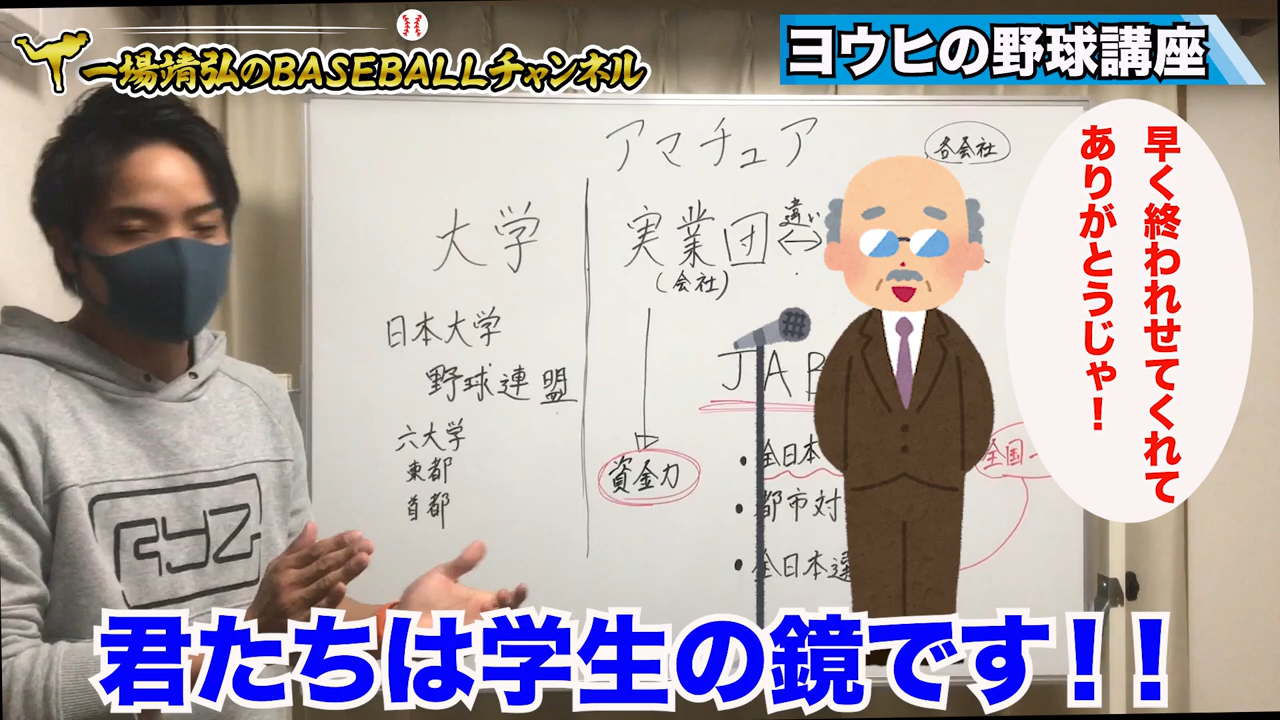 一場靖弘のBASEBALLチャンネル
ヨウヒの野球講座
アマチュア
各会社
大学
実業団
違い
(会社)
日本大学
野球連盟
六大学
東都
首都
資金力
JAB
・全日本
・都市対
・全日本選
全国
早く終われせてくれて
ありがとうじゃ!
君たちは学生の鏡です!!